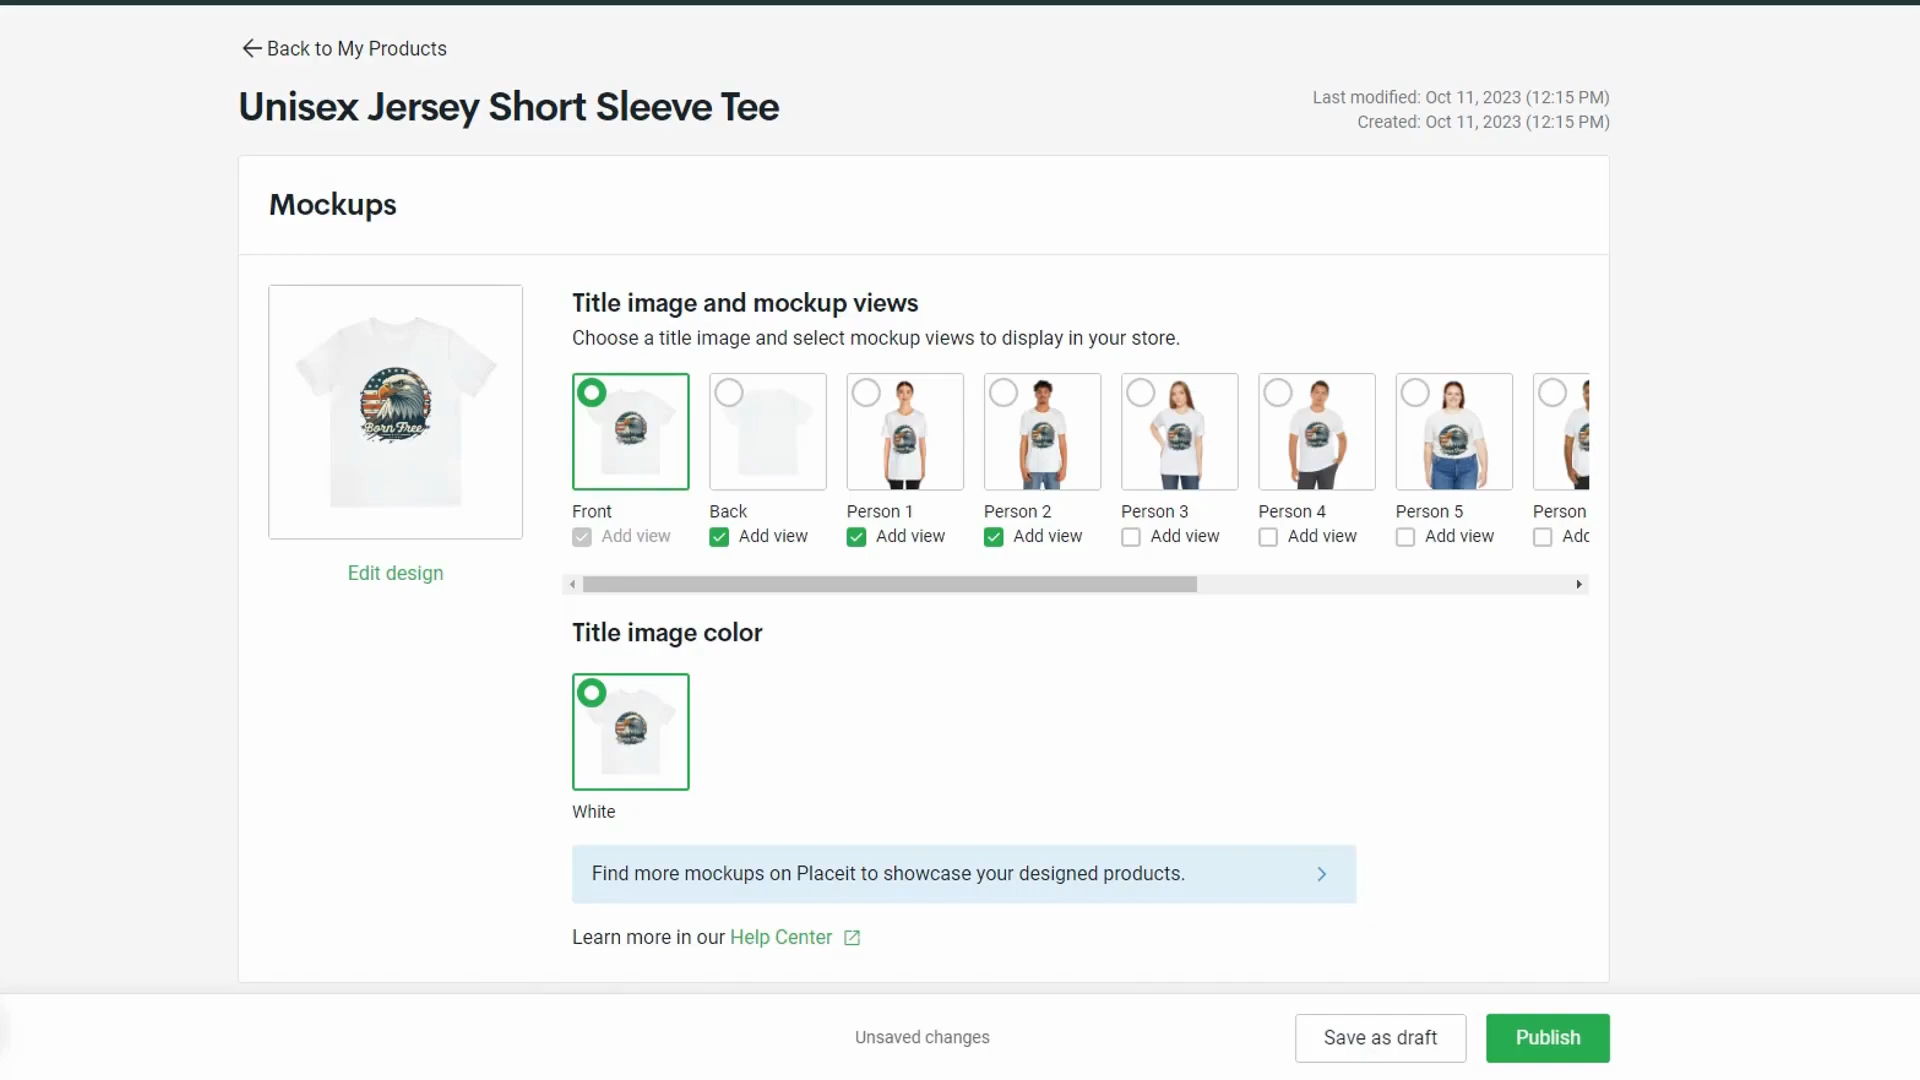 Back to My Products
Unisex Jersey Short Sleeve Tee
Last modified: Oct 11, 2023 (12:15 PM)
Created: Oct 11, 2023 (12:15 PM)
Mockups
Born Free
Edit design
Title image and mockup views
Choose a title image and select mockup views to display in your store.
Front Back Person 1 Person 2 Person 3 Person 4 Person 5 Person
Add view Add view Add view Add view Add view Add view Add view
Title image color
White
Find more mockups on Placeit to showcase your designed products.
Learn more in our Help Center
Unsaved changes
Save as draft
Publish